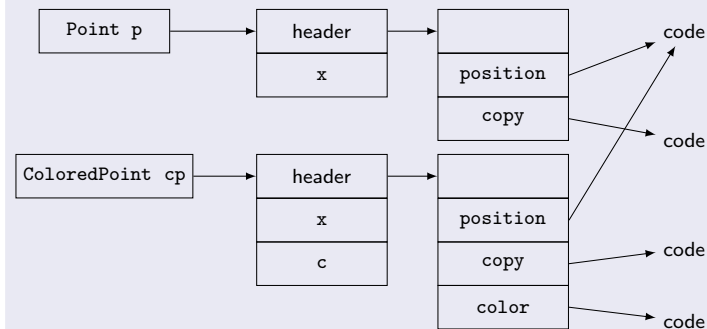 Point p
header
code
x
position
copy
code
ColoredPoint cp
header
x
position
c
copy
code
color
code